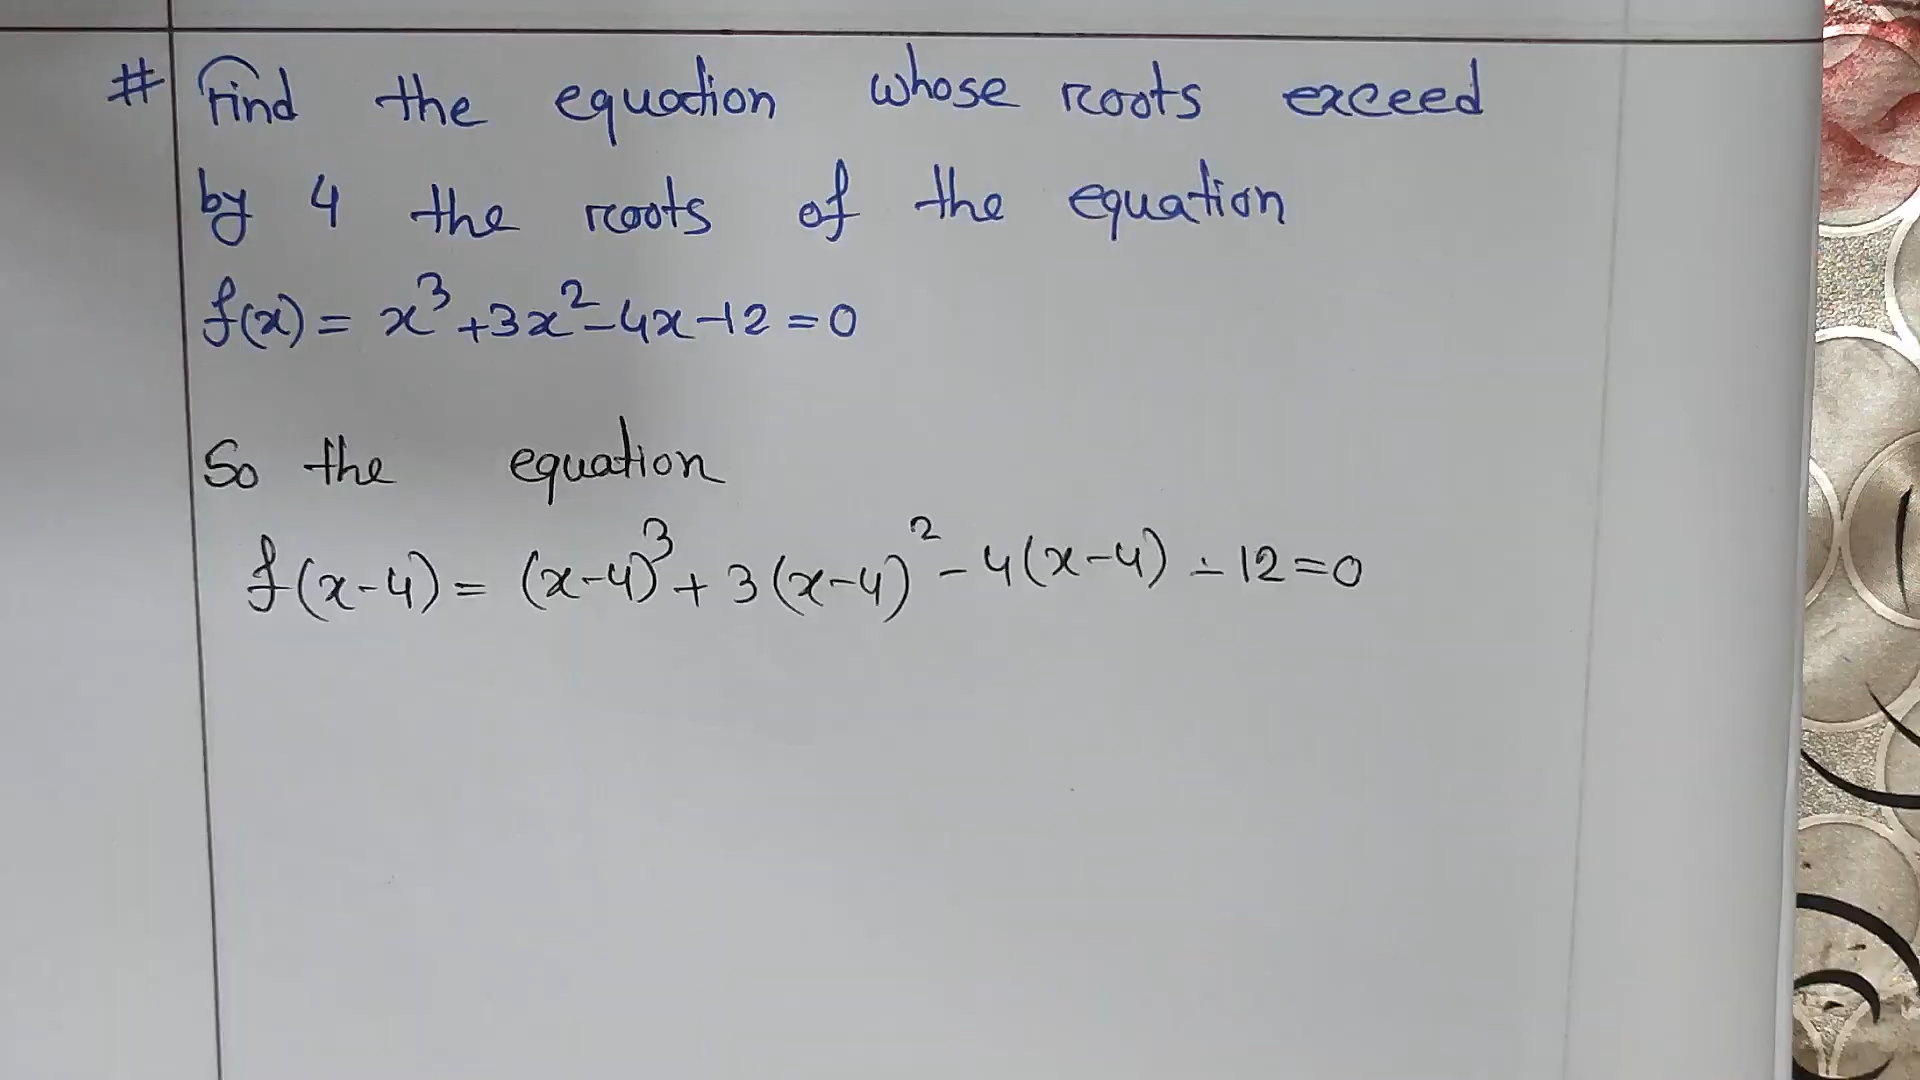 # Find the equation whose roots exceed
by 4 the roots of the equation
f(x) = x³ +3x² -4x -12 = 0
So the equation
f(x-4) = (x-4)³ + 3(x-4)² - 4(x-4) - 12 = 0